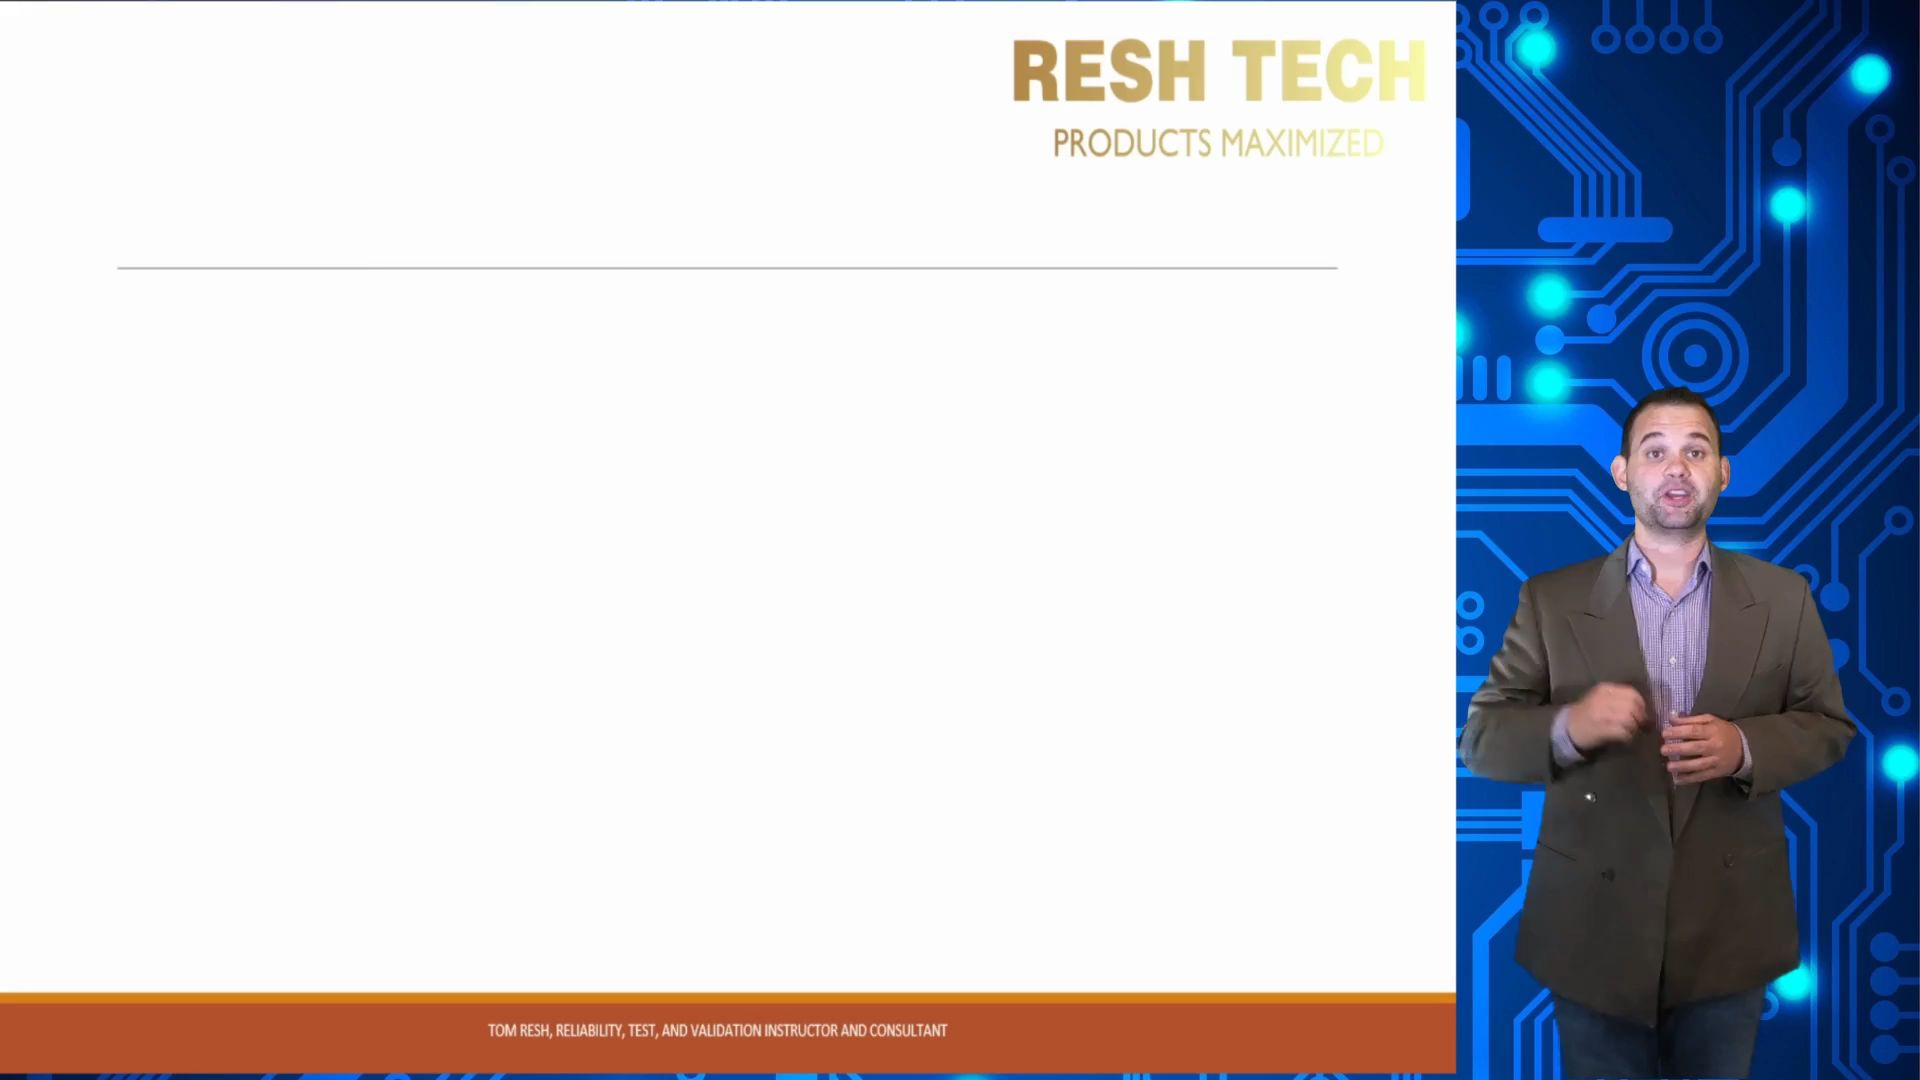 RESH TECH
PRODUCTS MAXIMIZED
TOM RESH, RELIABILITY, TEST, AND VALIDATION INSTRUCTOR AND CONSULTANT